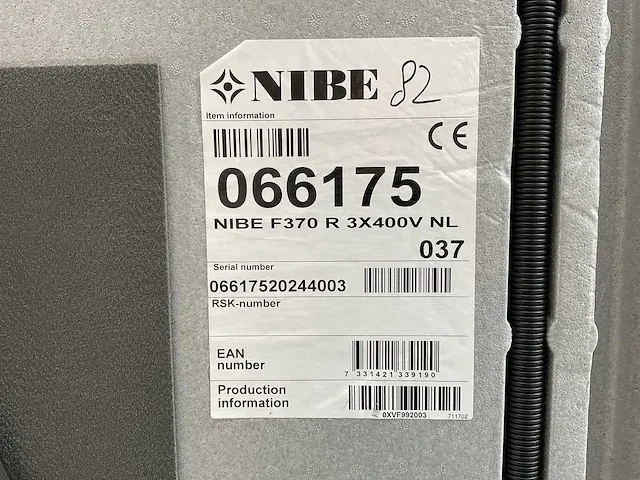 NIBE 82
Item information
CE
066175
NIBE F370 R 3X400V NL
037
Serial number
06617520244003
RSK-number
EAN
number
7 331421 339190
Production
information
0XVF992003
711702